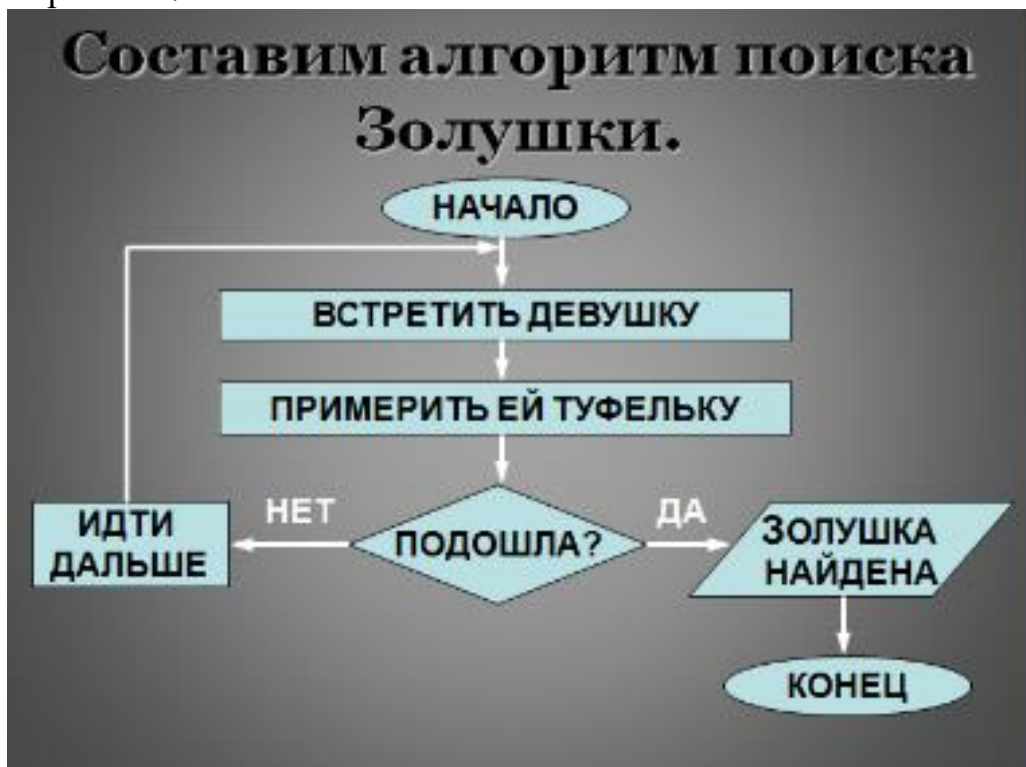 Составим алгоритм поиска
Золушки.
НАЧАЛО
ВСТРЕТИТЬ ДЕВУШКУ
ПРИМЕРИТЬ ЕЙ ТУФЕЛЬКУ
НЕТ
ДА
ИДТИ
ДАЛЬШЕ
ПОДОШЛА?
ЗОЛУШКА
НАЙДЕНА
КОНЕЦ